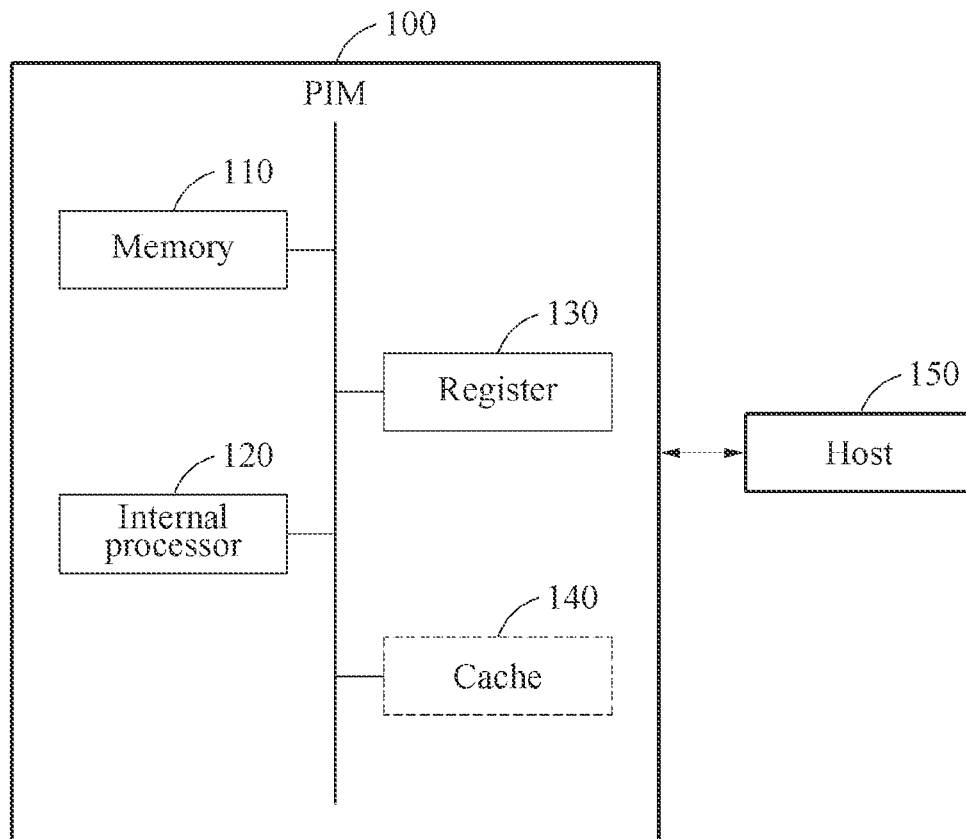 100
PIM
110
Memory
130
Register
150
Host
120
Internal
processor
140
Cache